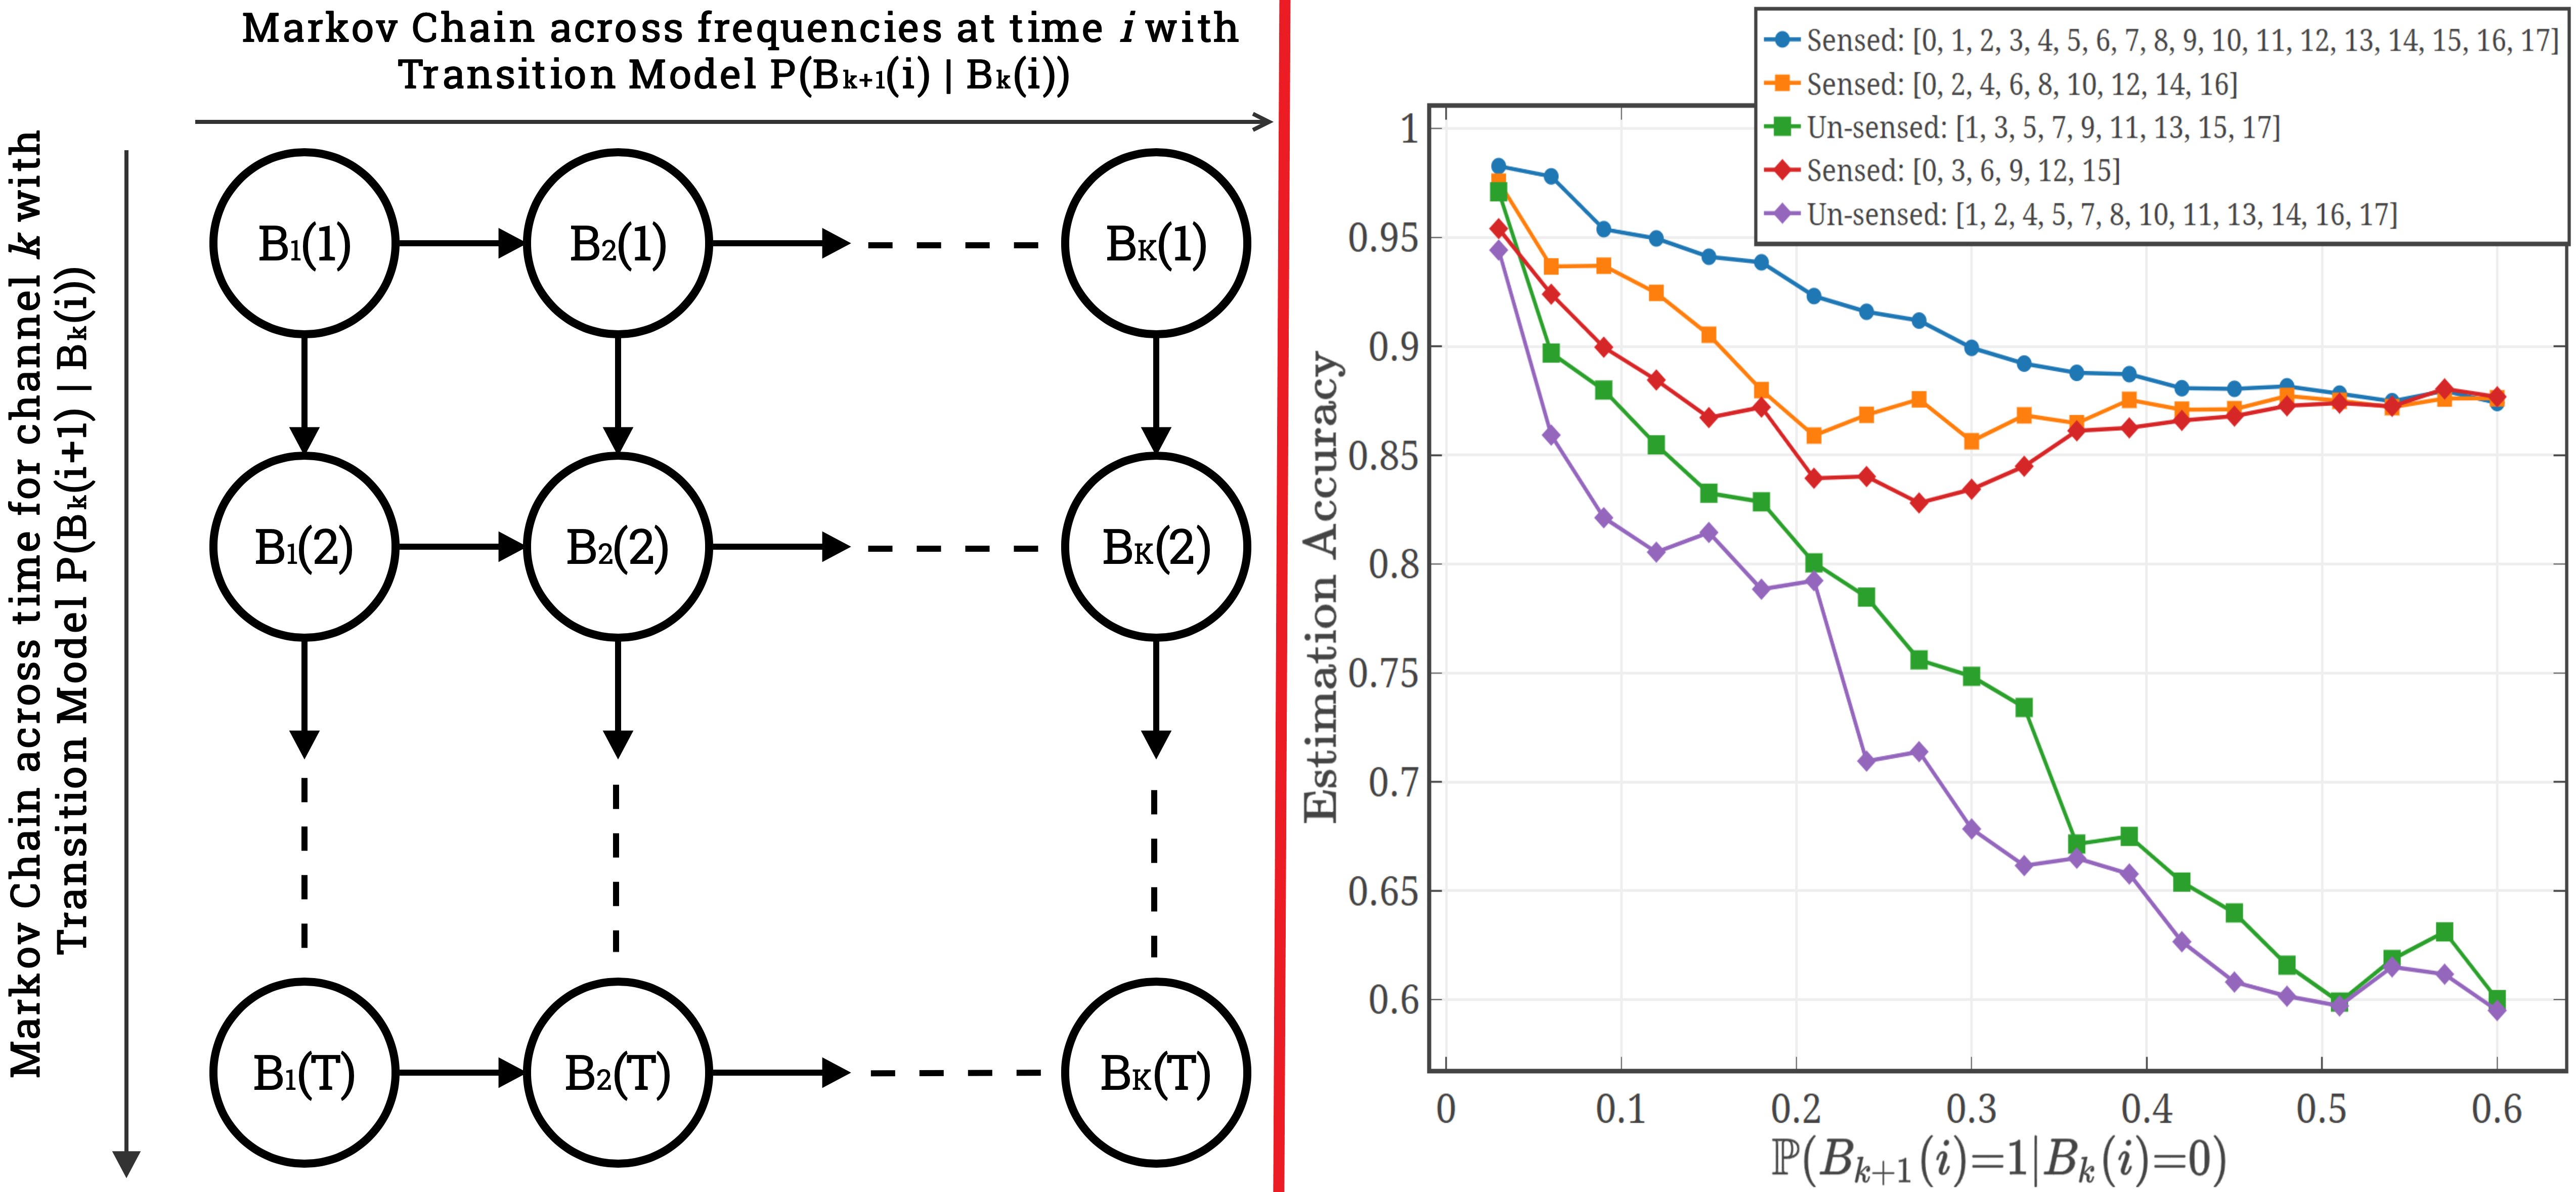 Markov Chain across frequencies at time i with
Transition Model P(Bk+1(i) | Bk(i))
Markov Chain across time for channel k with
Transition Model P(Bk(i+1) | Bk(i))
B1(1) B2(1) BK(1)
B1(2) B2(2) BK(2)
B1(T) B2(T) BK(T)
Sensed: [0, 1, 2, 3, 4, 5, 6, 7, 8, 9, 10, 11, 12, 13, 14, 15, 16, 17]
Sensed: [0, 2, 4, 6, 8, 10, 12, 14, 16]
Un-sensed: [1, 3, 5, 7, 9, 11, 13, 15, 17]
Sensed: [0, 3, 6, 9, 12, 15]
Un-sensed: [1, 2, 4, 5, 7, 8, 10, 11, 13, 14, 16, 17]
Estimation Accuracy
1
0.95
0.9
0.85
0.8
0.75
0.7
0.65
0.6
0 0.1 0.2 0.3 0.4 0.5 0.6
ℙ(Bk+1(i)=1|Bk(i)=0)